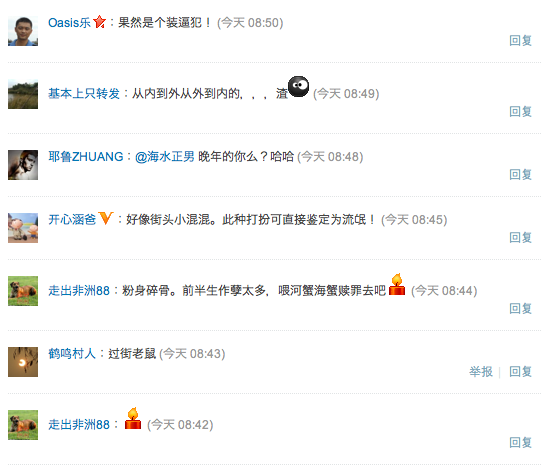 Oasis乐：果然是个装逼犯！(今天 08:50)
回复
基本上只转发：从内到外从外到内的，，，渣 (今天 08:49)
回复
耶鲁ZHUANG：@海水正男 晚年的你么？哈哈 (今天 08:48)
回复
开心涵爸：好像街头小混混。此种打扮可直接鉴定为流氓！ (今天 08:45)
回复
走出非洲88：粉身碎骨。前半生作孽太多，喂河蟹海蟹赎罪去吧 (今天 08:44)
回复
鹤鸣村人：过街老鼠 (今天 08:43)
举报 | 回复
走出非洲88： (今天 08:42)
回复